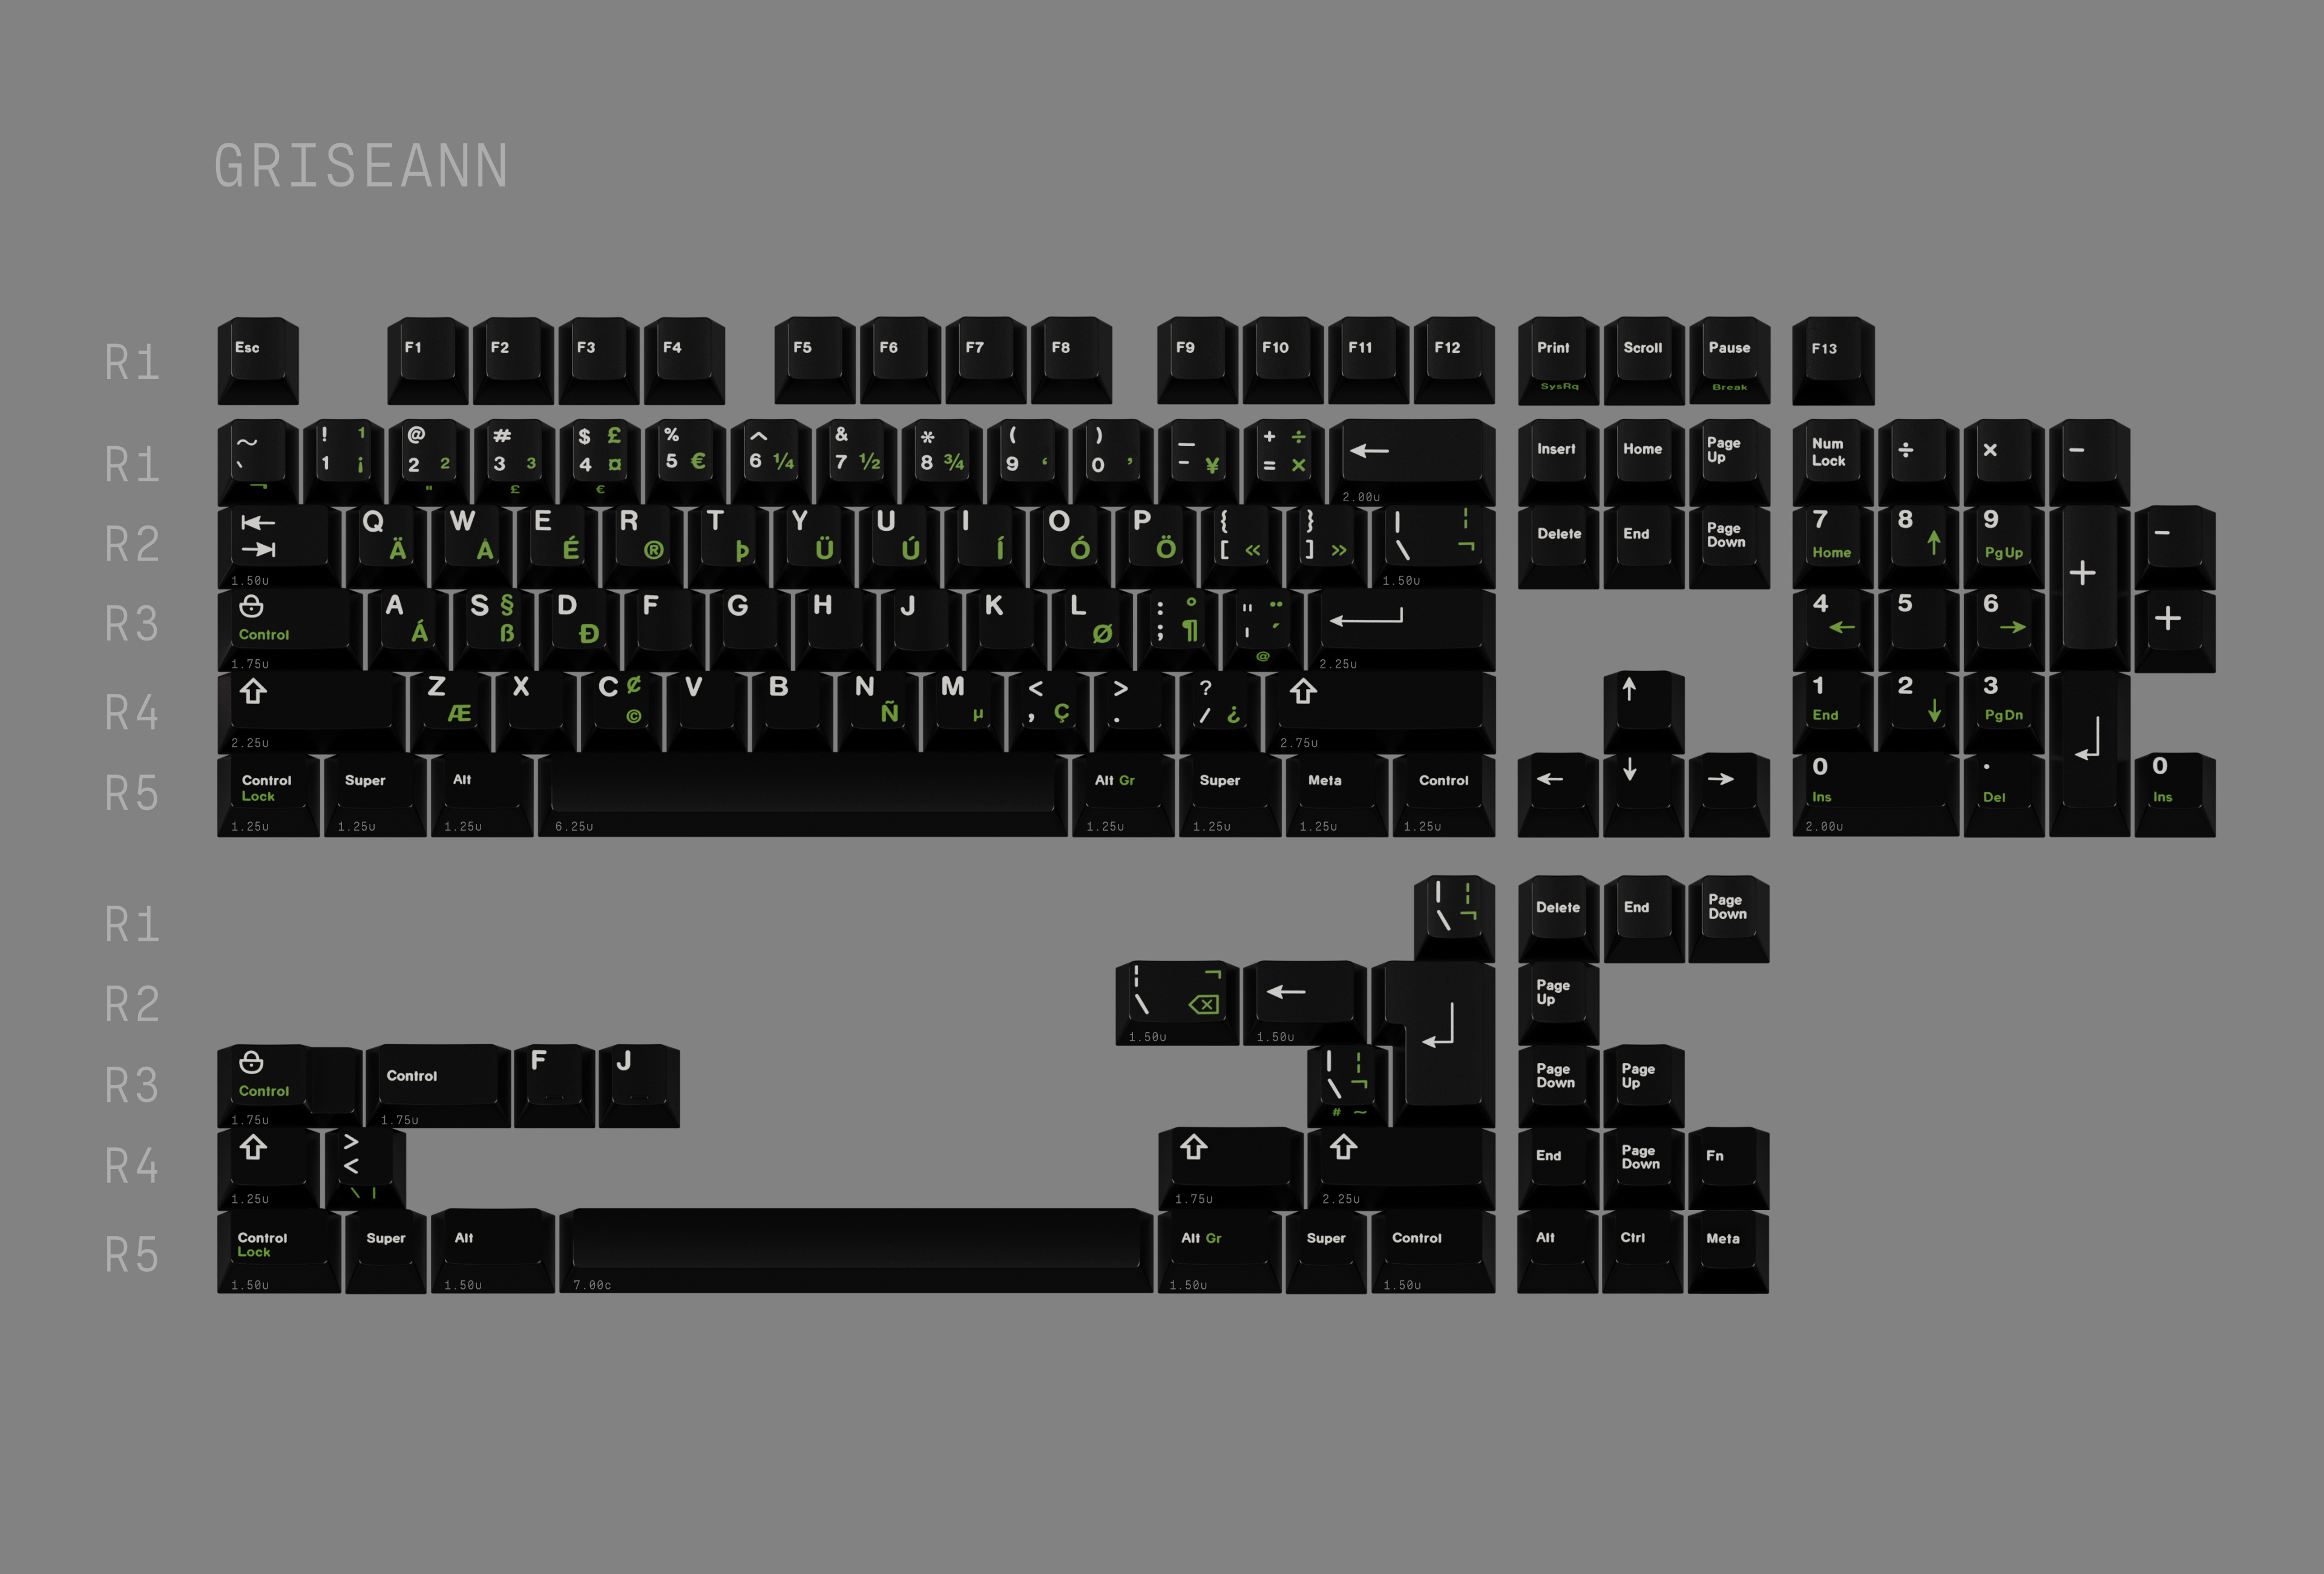 GRISEANN
R1 Esc F1 F2 F3 F4 F5 F6 F7 F8 F9 F10 F11 F12 Print SysRq Scroll Pause Break F13
R1 ~ ` ¬ ! 1 ¹ ¡ @ 2 2 " # 3 3 £ $ 4 £ ¤ € % 5 € ^ 6 ¼ & 7 ½ * 8 ¾ ( 9 ‘ ) 0 ’ — - ¥ + = ÷ × ← 2.00u Insert Home Page Up Num Lock ÷ × −
R2 1.50u Q Ä W Å E É R ® T þ Y Ü U Ú I Í O Ó P Ö { [ « } ] » | \ ¦ ¬ 1.50u Delete End Page Down 7 Home 8 ↑ 9 PgUp + −
R3 Control 1.75u A Á S § ß D Ð F G H J K L Ø : ; ° ¶ " ' ¨ ´ @ 2.25u 4 ← 5 6 → +
R4 2.25u Z Æ X C ¢ © V B N Ñ M µ < , Ç > . ? / ¿ 2.75u ↑ 1 End 2 ↓ 3 PgDn
R5 Control Lock 1.25u Super 1.25u Alt 1.25u 6.25u Alt Gr 1.25u Super 1.25u Meta 1.25u Control 1.25u ← ↓ → 0 Ins 2.00u . Del 0 Ins
R1 | \ ¦ ¬ Delete End Page Down
R2 ¦ \ ¬ 1.50u ← 1.50u Page Up
R3 Control 1.75u Control 1.75u F J | \ ¦ ¬ # ~ Page Down Page Up
R4 1.25u > < \ | 1.75u 2.25u End Page Down Fn
R5 Control Lock 1.50u Super Alt 1.50u 7.00c Alt Gr 1.50u Super Control 1.50u Alt Ctrl Meta